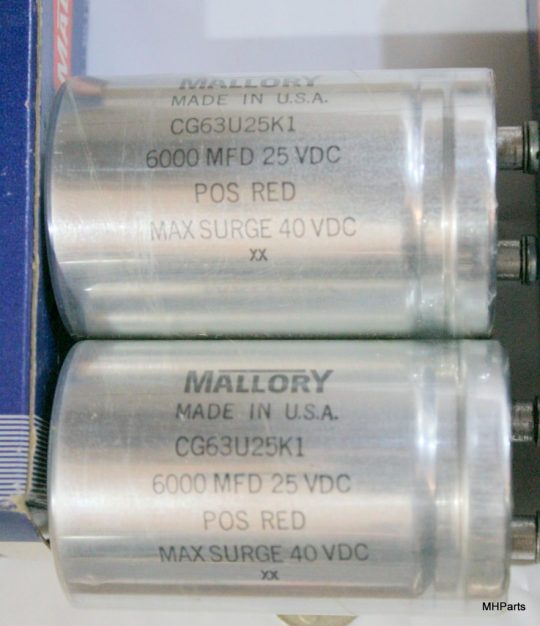 MALLORY
MADE IN U.S.A.
CG63U25K1
6000 MFD 25 VDC
POS RED
MAX SURGE 40 VDC
XX
MALLORY
MADE IN U.S.A.
CG63U25K1
6000 MFD 25 VDC
POS RED
MAX SURGE 40 VDC
XX
MHParts